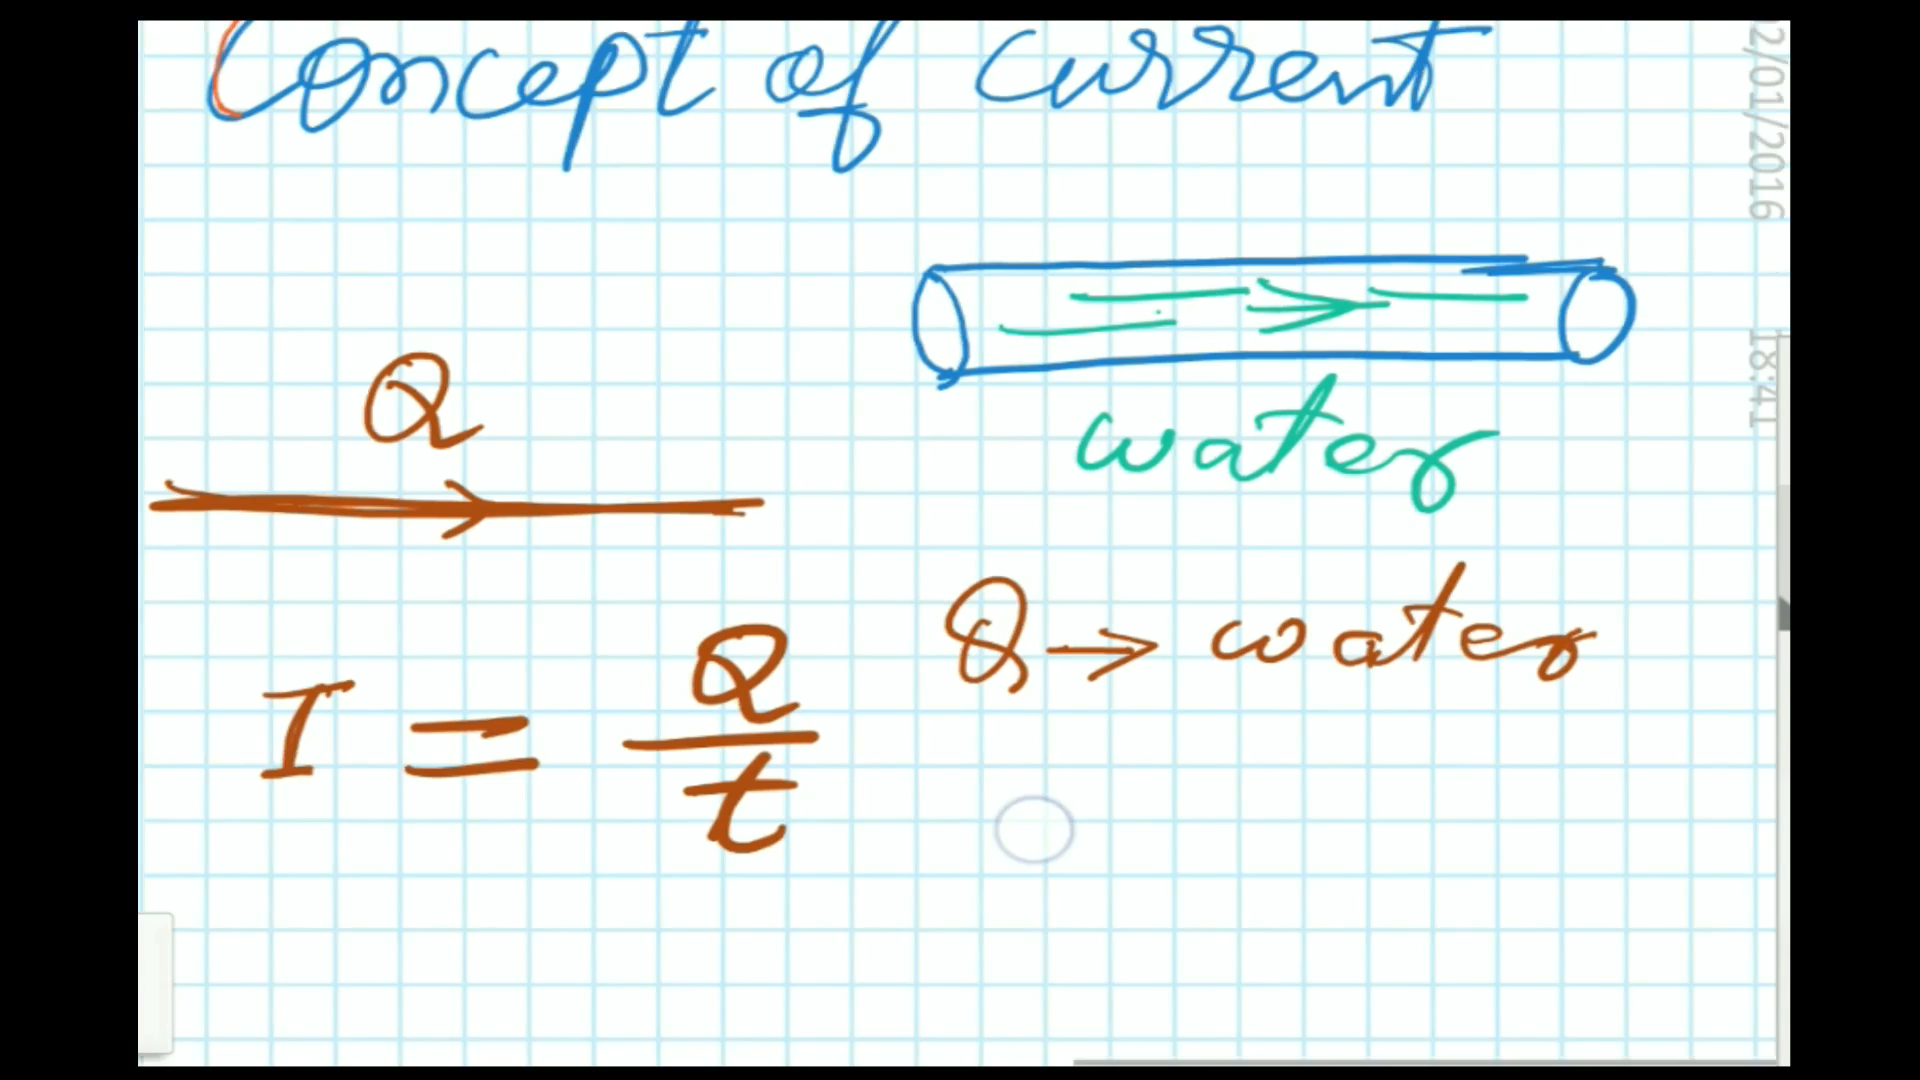 Concept of current
Q
water
Q → water
I = Q/t
2/01/2016 18:41